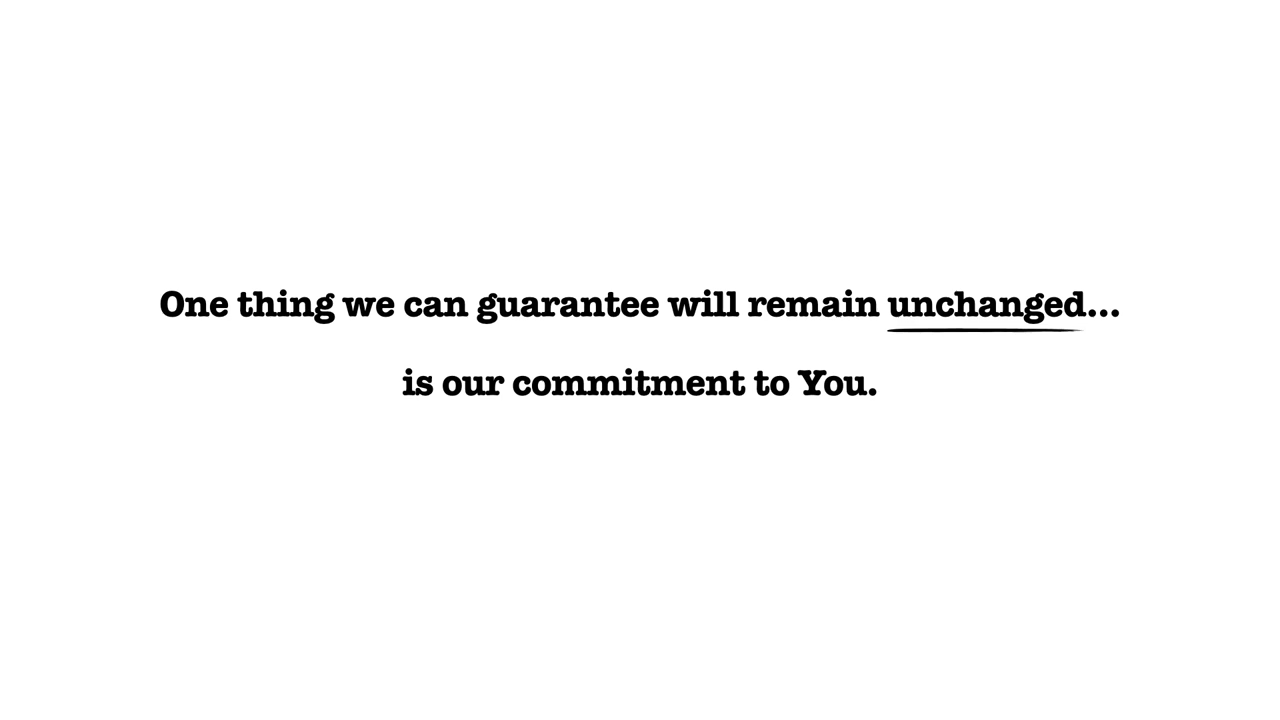 One thing we can guarantee will remain unchanged...
is our commitment to You.